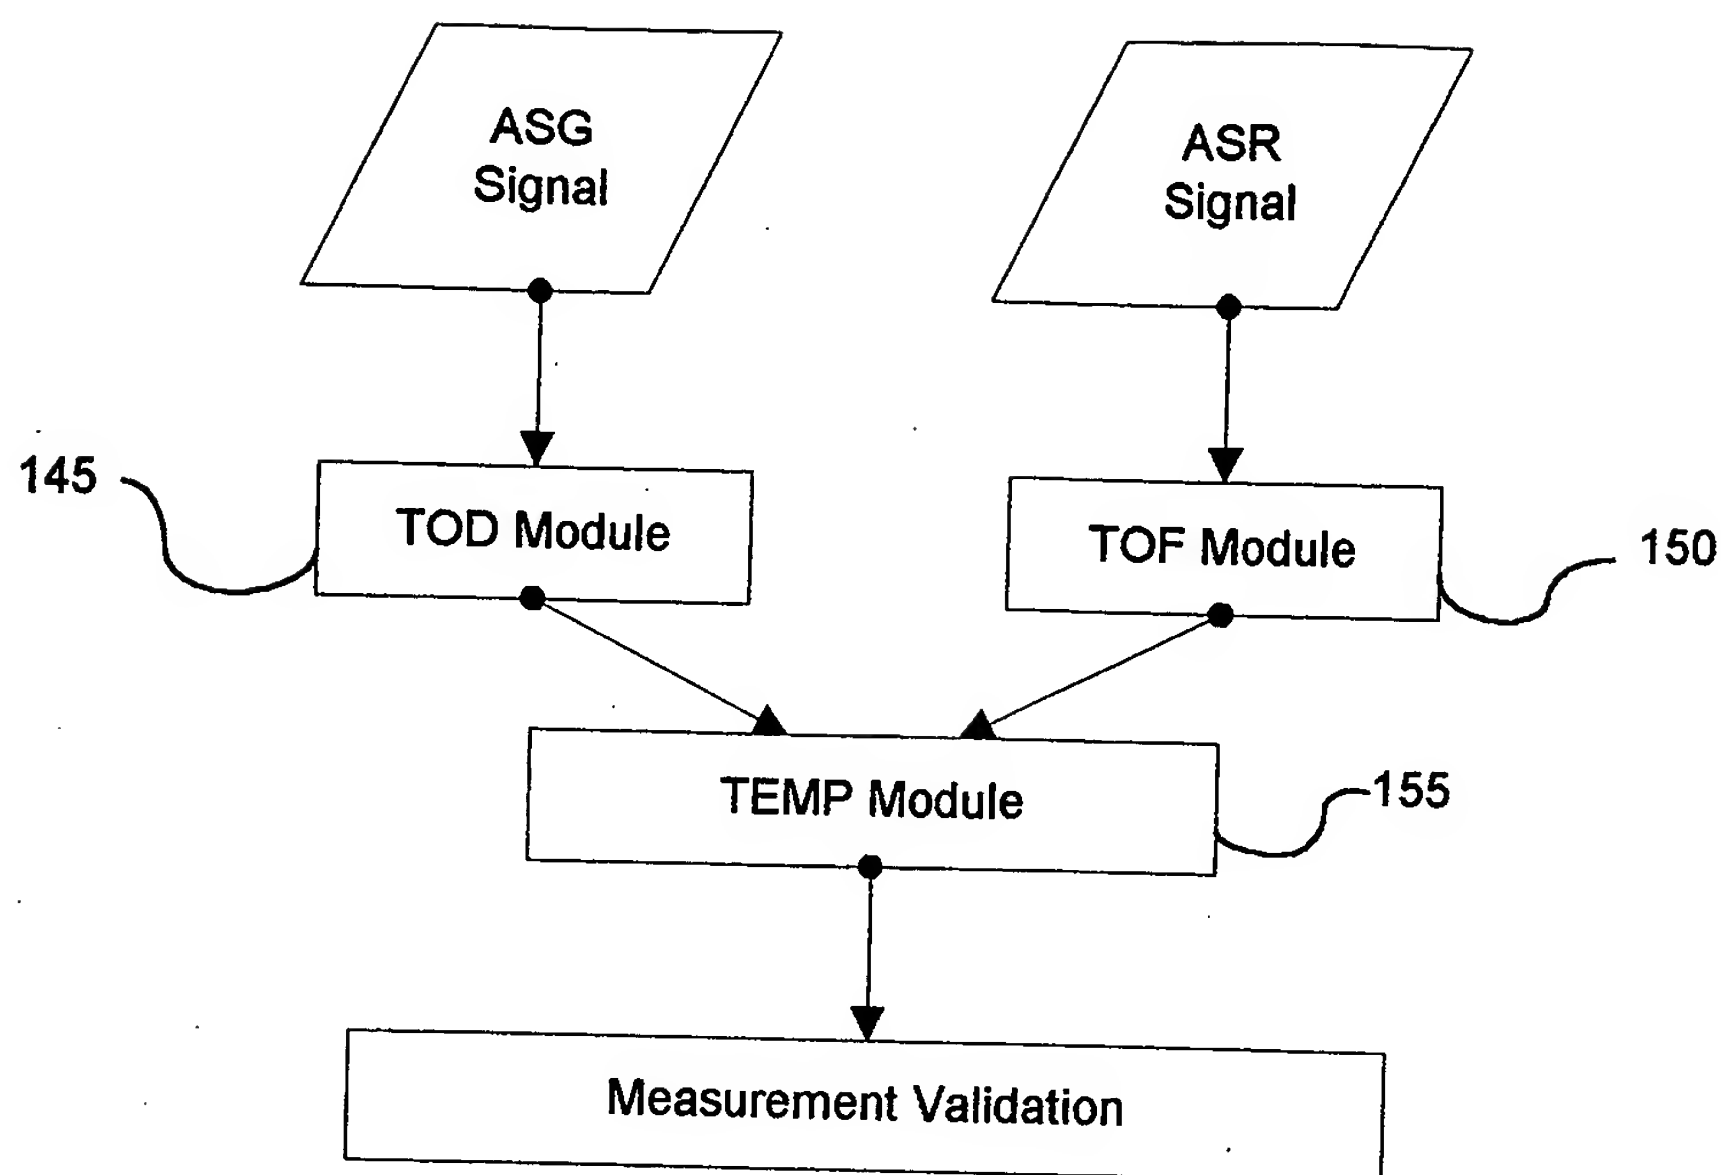 ASG
Signal
ASR
Signal
145
TOD Module
TOF Module
150
TEMP Module
155
Measurement Validation